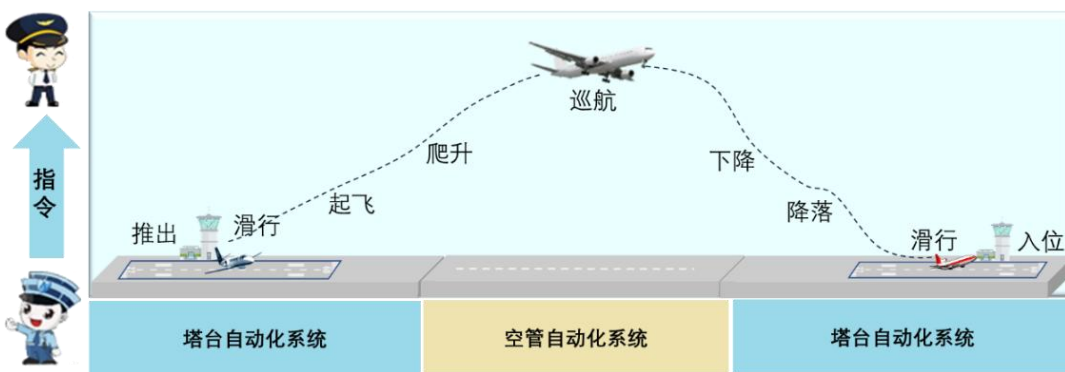 巡航
爬升
下降
起飞
降落
推出
滑行
滑行
入位
指令
塔台自动化系统
空管自动化系统
塔台自动化系统